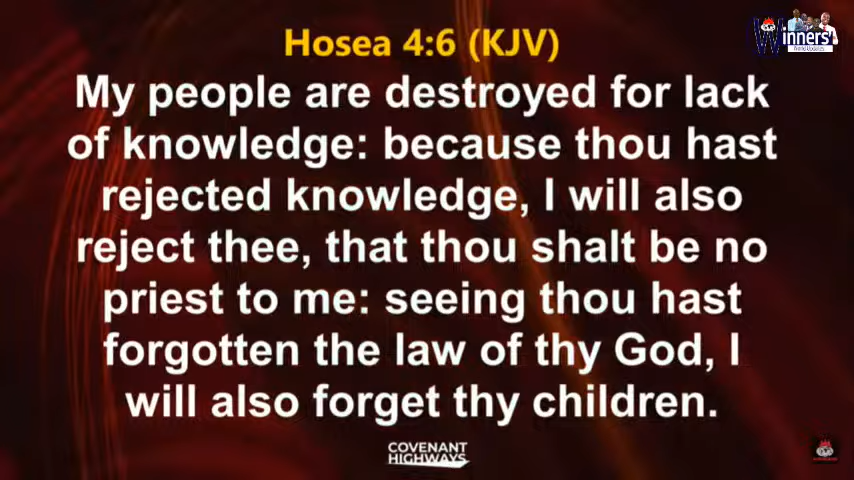 Hosea 4:6 (KJV)
Winners'
My people are destroyed for lack
of knowledge: because thou hast
rejected knowledge, I will also
reject thee, that thou shalt be no
priest to me: seeing thou hast
forgotten the law of thy God, I
will also forget thy children.
COVENANT
HIGHWAYS